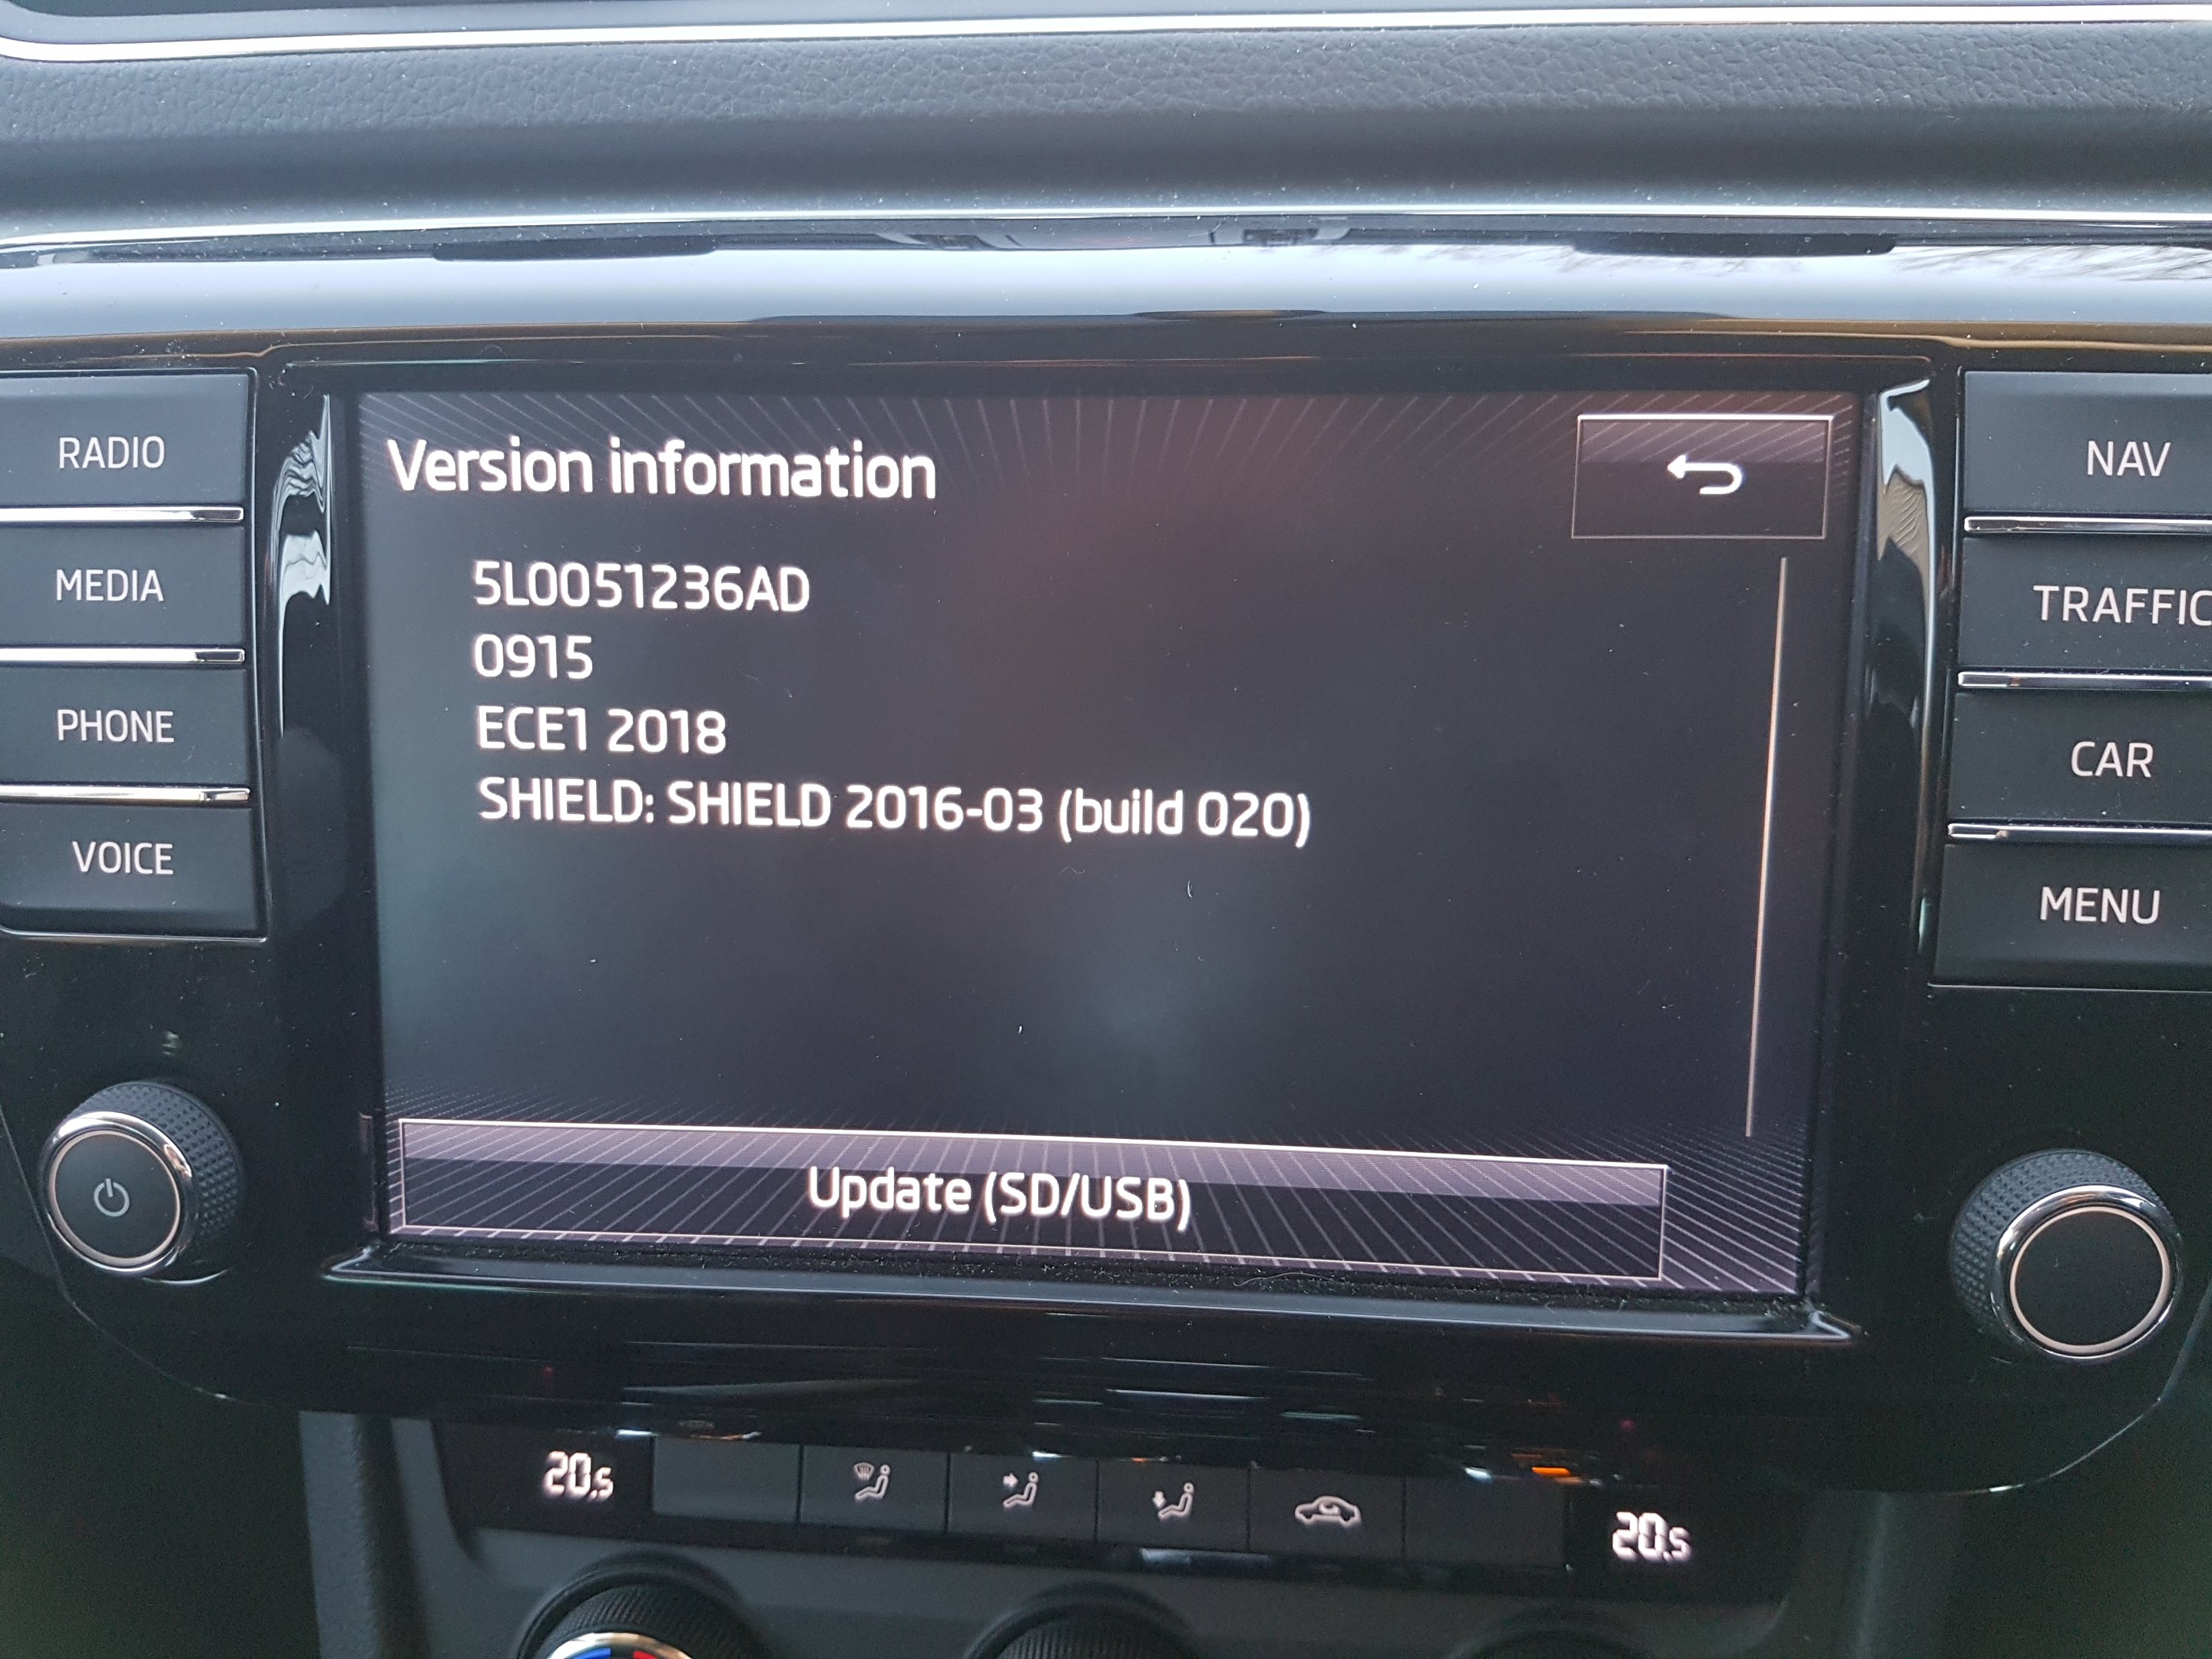 Version information
5L0051236AD
0915
ECE1 2018
SHIELD: SHIELD 2016-03 (build 020)
Update (SD/USB)
RADIO
MEDIA
PHONE
VOICE
NAV
TRAFFIC
CAR
MENU
20.5
20.5